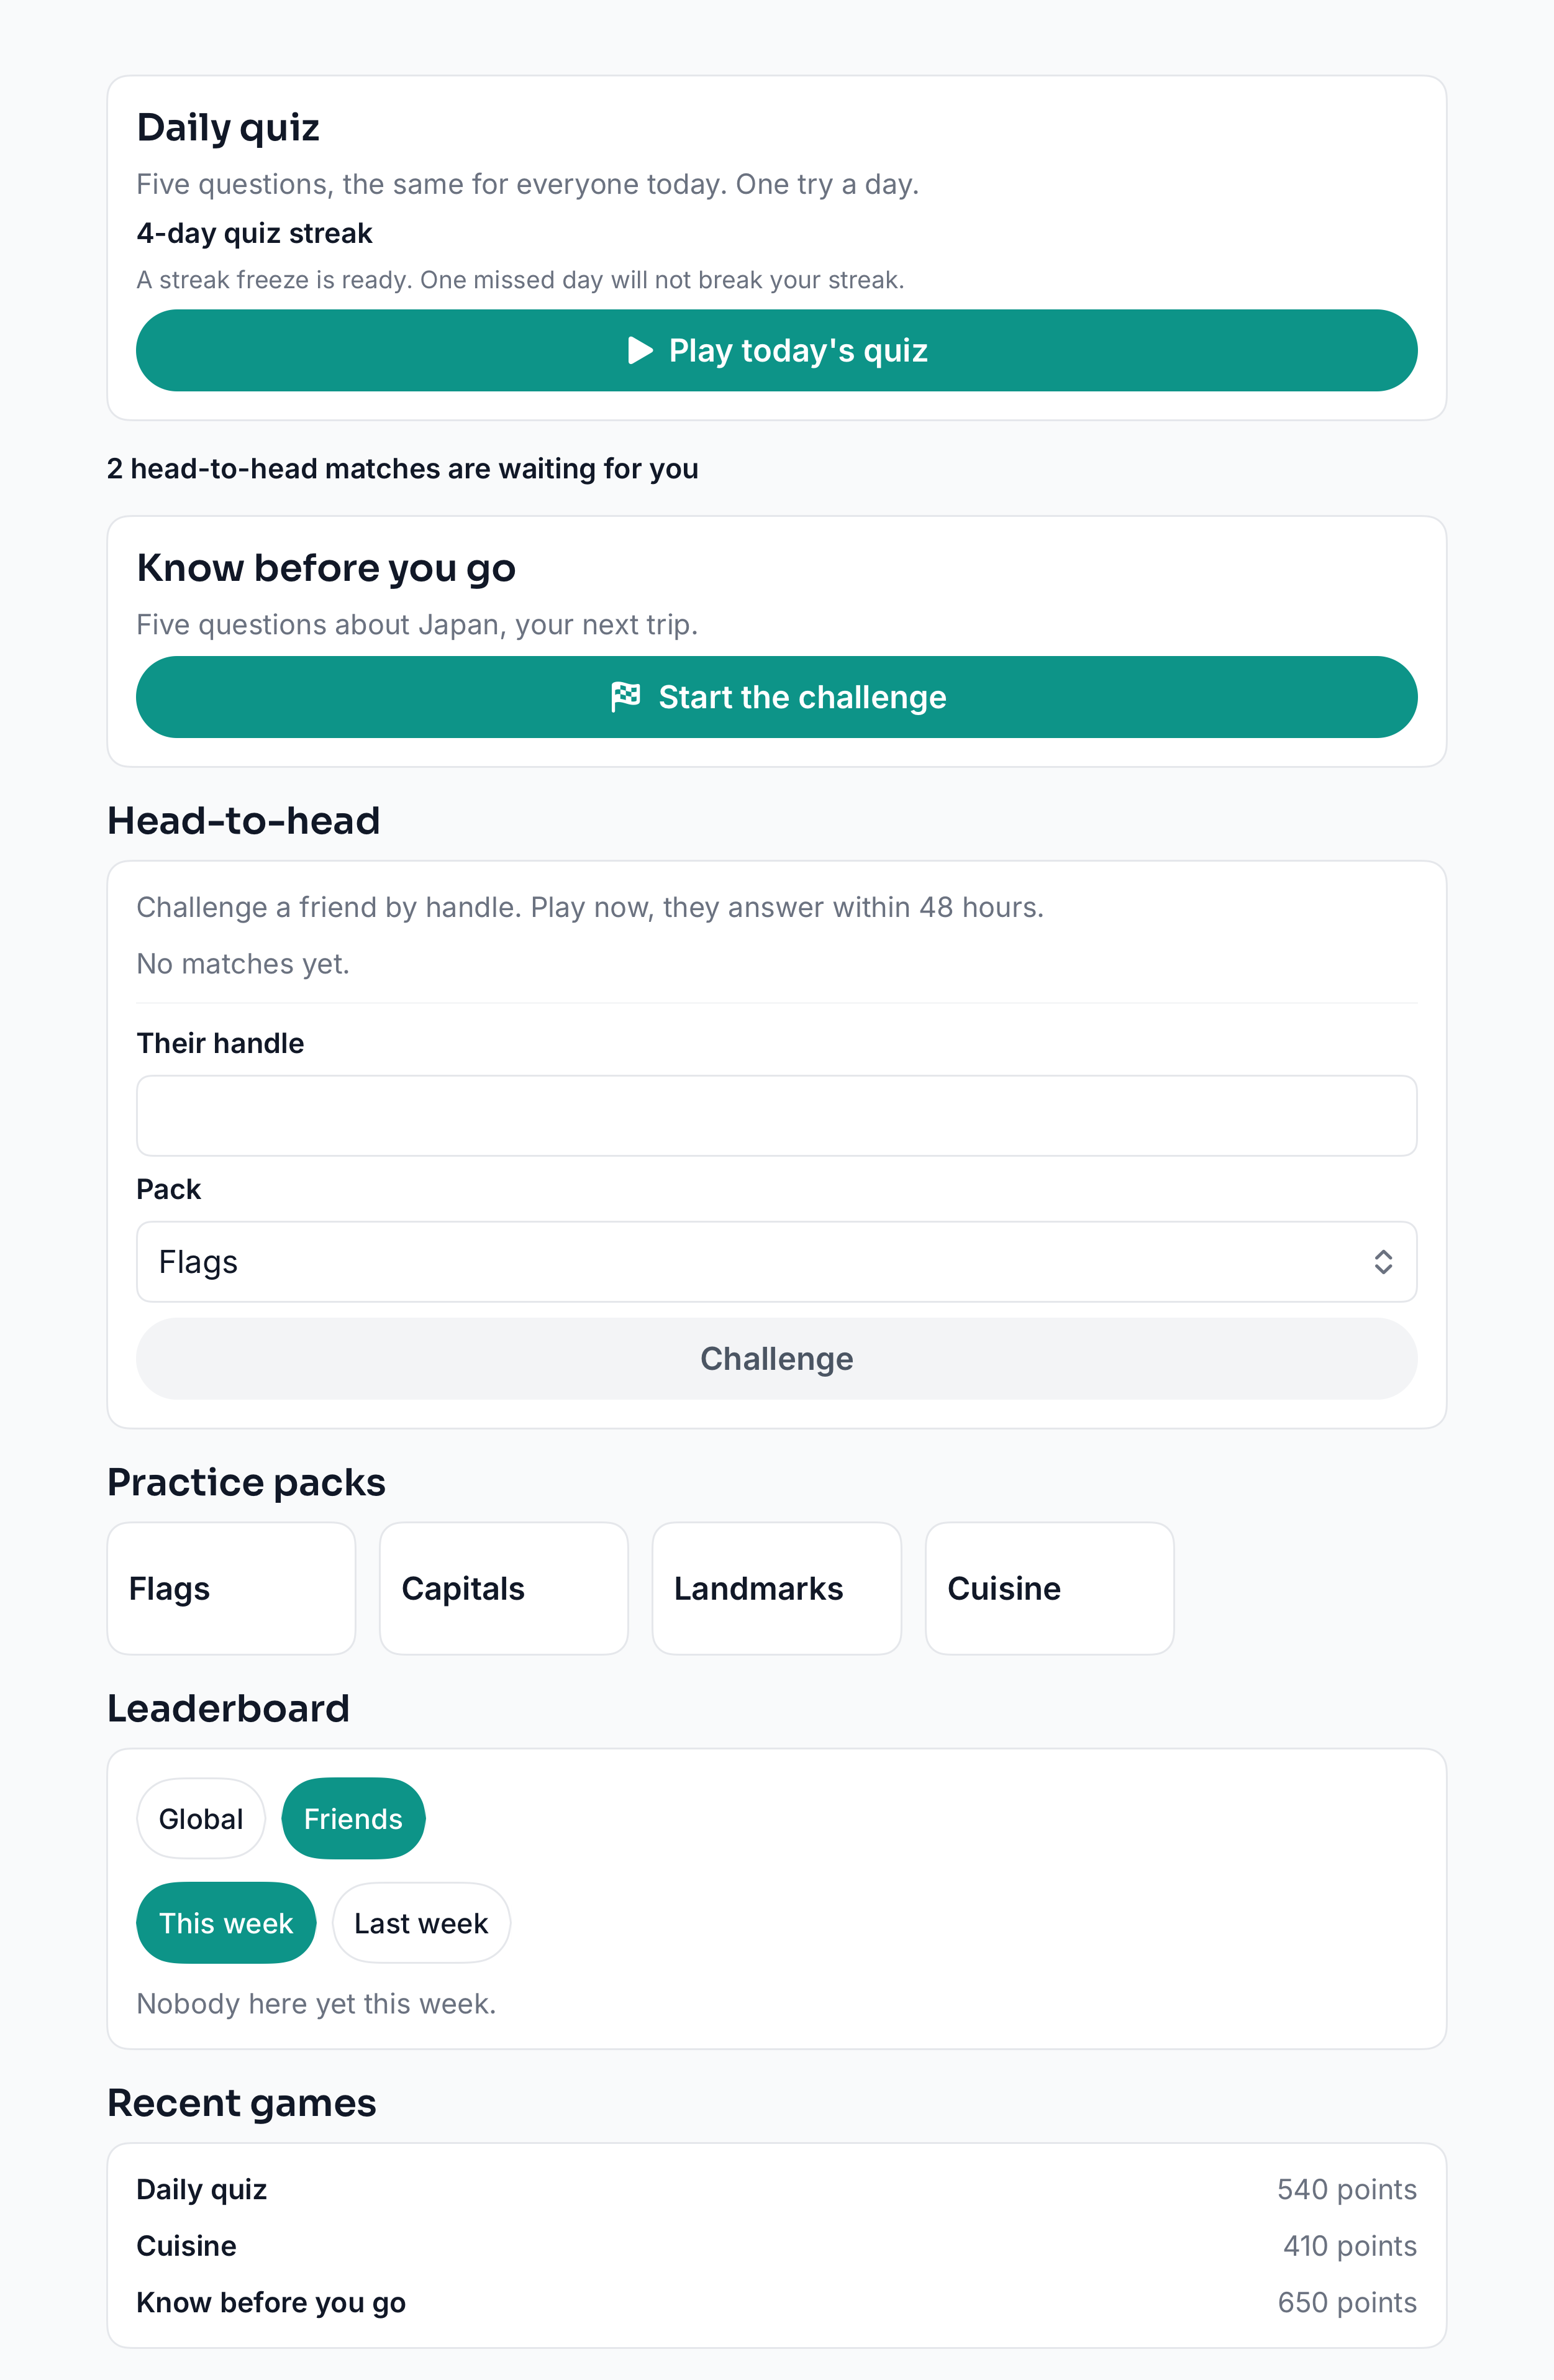 Daily quiz
Five questions, the same for everyone today. One try a day.
4-day quiz streak
A streak freeze is ready. One missed day will not break your streak.
Play today's quiz
2 head-to-head matches are waiting for you
Know before you go
Five questions about Japan, your next trip.
Start the challenge
Head-to-head
Challenge a friend by handle. Play now, they answer within 48 hours.
No matches yet.
Their handle
Pack
Flags
Challenge
Practice packs
Flags Capitals Landmarks Cuisine
Leaderboard
Global Friends
This week Last week
Nobody here yet this week.
Recent games
Daily quiz 540 points
Cuisine 410 points
Know before you go 650 points